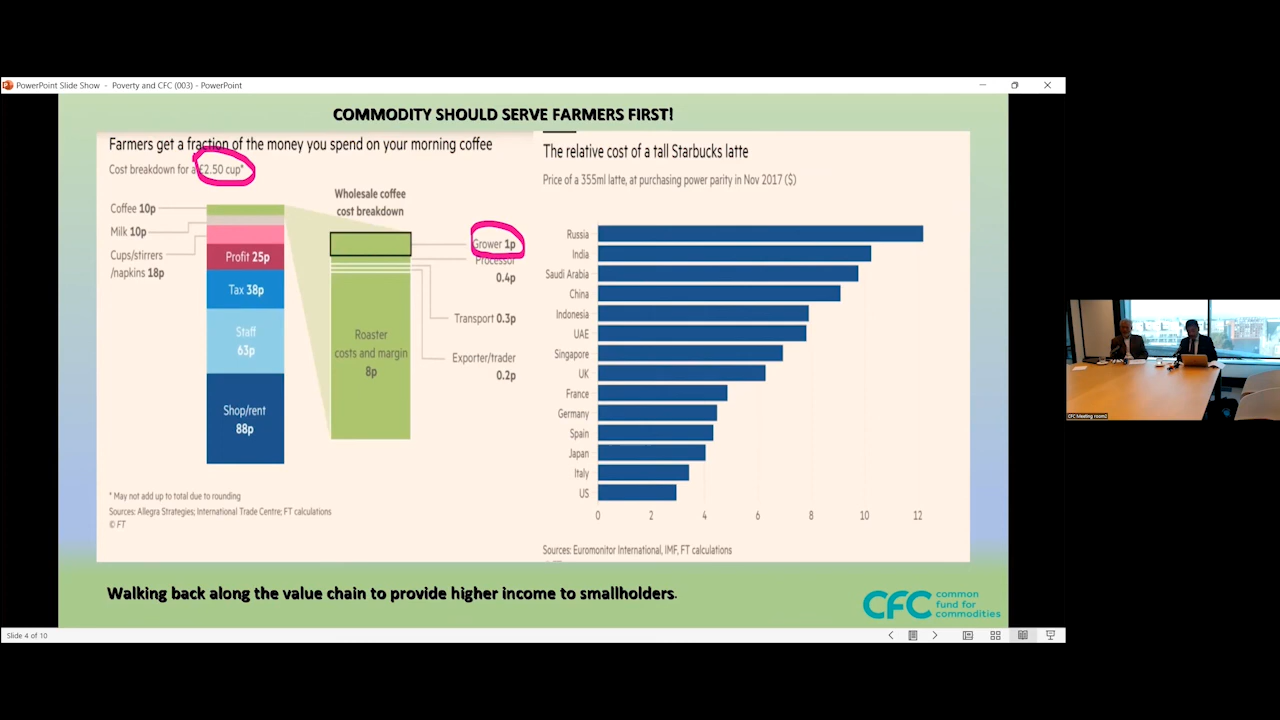 PowerPoint Slide Show - Poverty and CFC (003) - PowerPoint
COMMODITY SHOULD SERVE FARMERS FIRST!
Farmers get a fraction of the money you spend on your morning coffee
Cost breakdown for a £2.50 cup*
Coffee 10p
Milk 10p
Cups/stirrers
/napkins 18p
Profit 25p
Tax 38p
Staff
63p
Shop/rent
88p
Wholesale coffee
cost breakdown
Grower 1p
Processor
0.4p
Transport 0.3p
Exporter/trader
0.2p
Roaster
costs and margin
8p
* May not add up to total due to rounding
Sources: Allegra Strategies; International Trade Centre; FT calculations
© FT
The relative cost of a tall Starbucks latte
Price of a 355ml latte, at purchasing power parity in Nov 2017 ($)
Russia
India
Saudi Arabia
China
Indonesia
UAE
Singapore
UK
France
Germany
Spain
Japan
Italy
US
0 2 4 6 8 10 12
Sources: Euromonitor International, IMF, FT calculations
Walking back along the value chain to provide higher income to smallholders.
CFC common
fund for
commodities
Slide 4 of 10
CFC Meeting room2